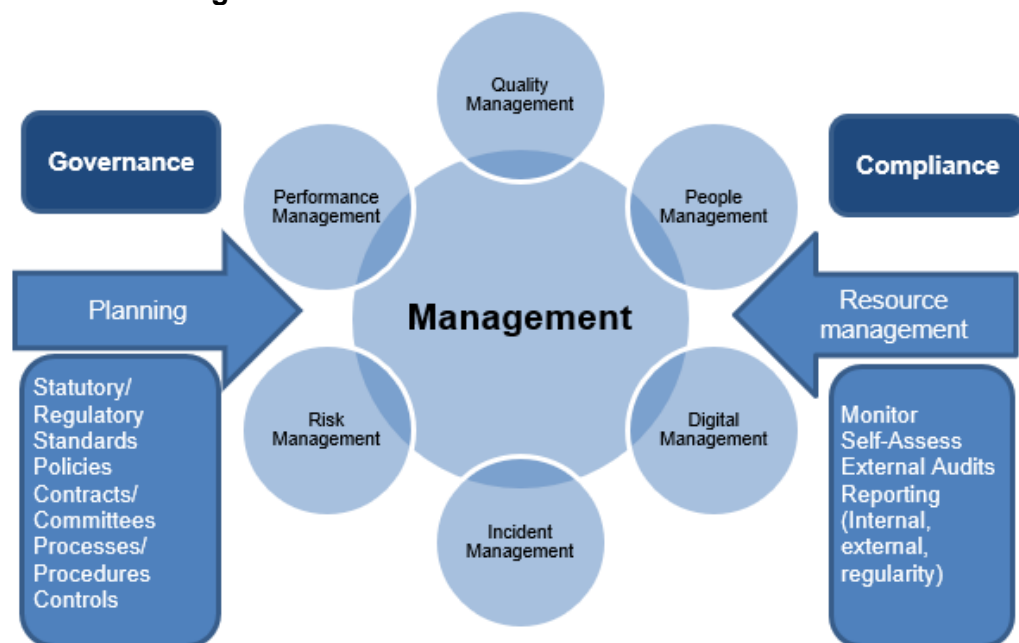 Quality
Management
Governance
Compliance
Performance
Management
People
Management
Planning
Management
Resource
management
Statutory/
Regulatory
Standards
Policies
Contracts/
Committees
Processes/
Procedures
Controls
Risk
Management
Digital
Management
Monitor
Self-Assess
External Audits
Reporting
(Internal,
external,
regularity)
Incident
Management